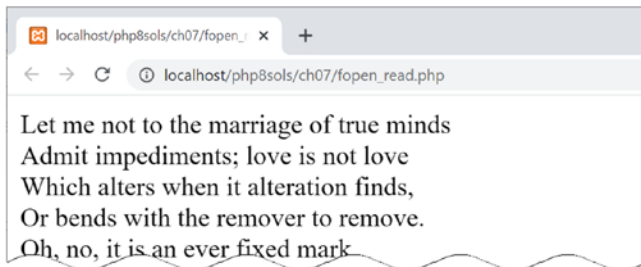 localhost/php8sols/ch07/fopen_r
localhost/php8sols/ch07/fopen_read.php
Let me not to the marriage of true minds
Admit impediments; love is not love
Which alters when it alteration finds,
Or bends with the remover to remove.
Oh, no, it is an ever fixed mark